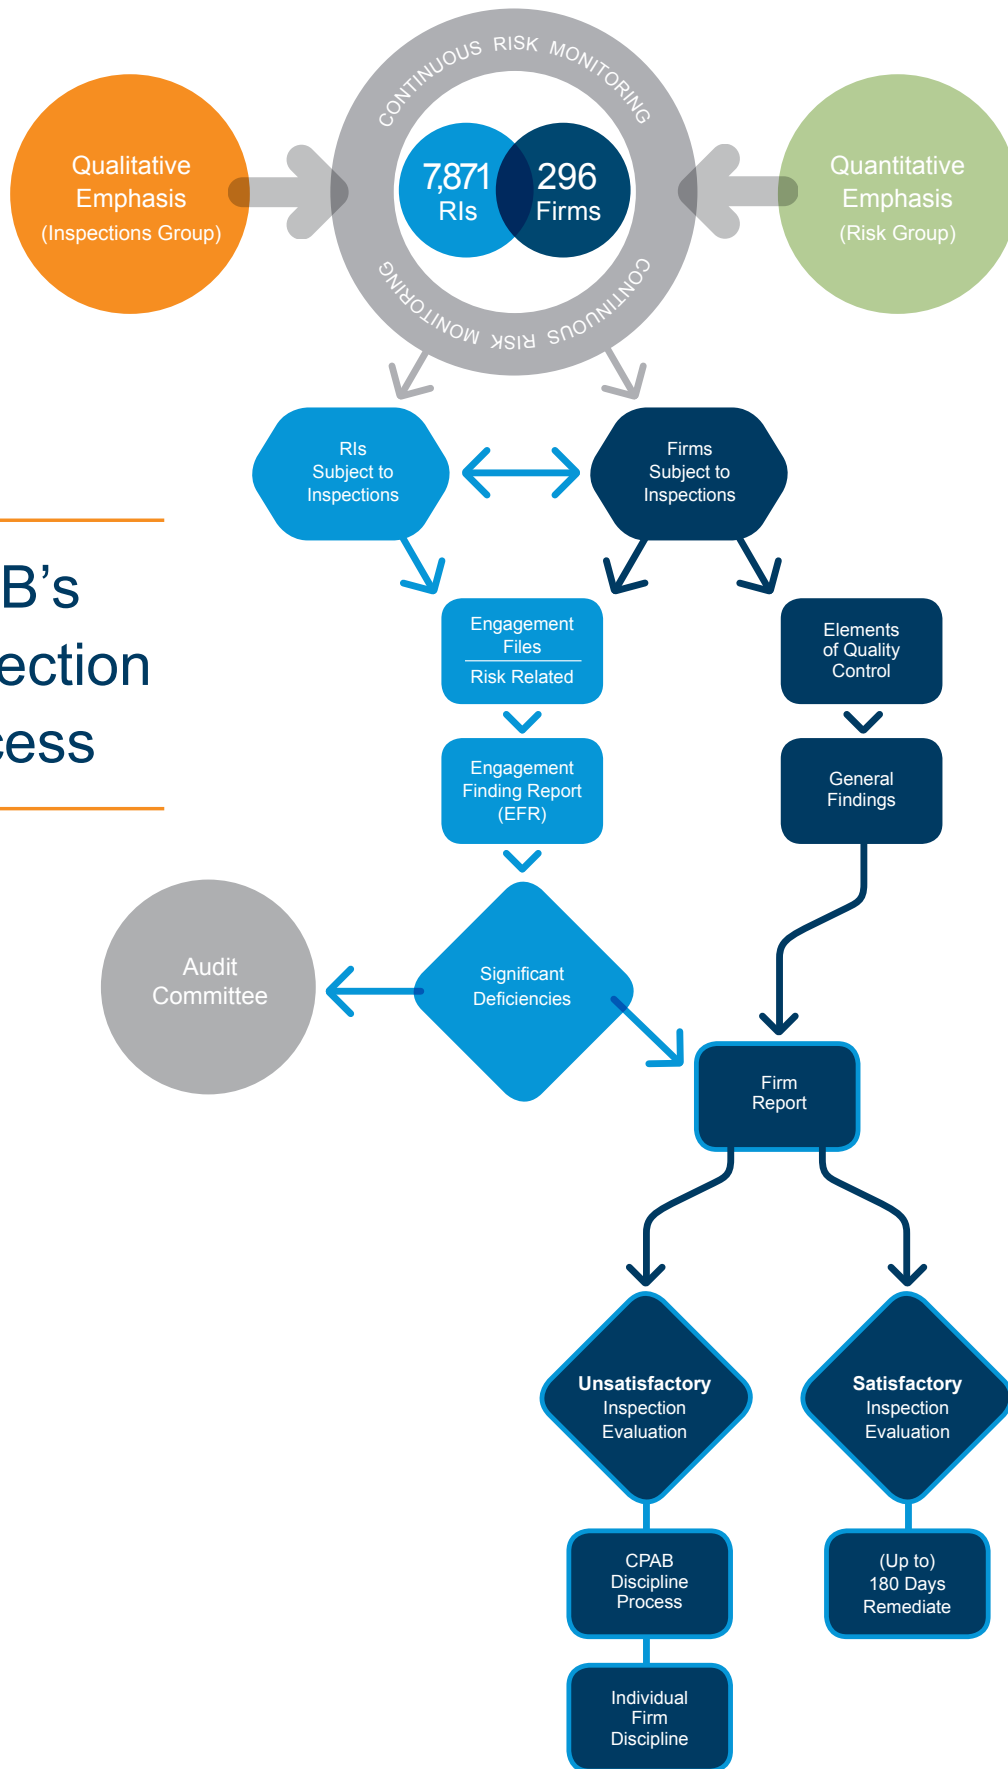 CONTINUOUS RISK MONITORING
Qualitative
Emphasis
(Inspections Group)
7,871
RIs
296
Firms
Quantitative
Emphasis
(Risk Group)
CONTINUOUS RISK MONITORING
RIs
Subject to
Inspections
Firms
Subject to
Inspections
B’s
ection
cess
Engagement
Files
Risk Related
Elements
of Quality
Control
Engagement
Finding Report
(EFR)
General
Findings
Audit
Committee
Significant
Deficiencies
Firm
Report
Unsatisfactory
Inspection
Evaluation
Satisfactory
Inspection
Evaluation
CPAB
Discipline
Process
(Up to)
180 Days
Remediate
Individual
Firm
Discipline